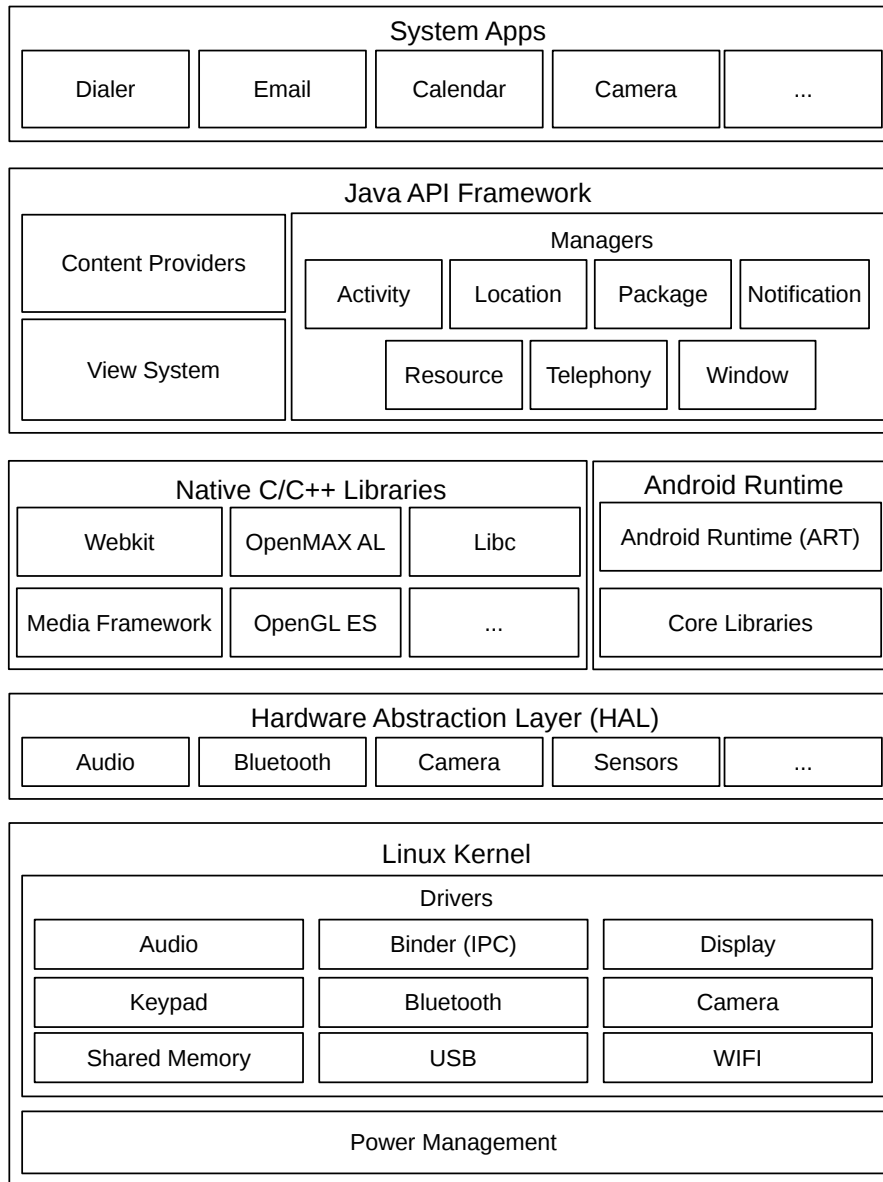 System Apps
Dialer
Email
Calendar
Camera
...
Java API Framework
Content Providers
View System
Managers
Activity
Location
Package
Notification
Resource
Telephony
Window
Native C/C++ Libraries
Webkit
OpenMAX AL
Libc
Media Framework
OpenGL ES
...
Android Runtime
Android Runtime (ART)
Core Libraries
Hardware Abstraction Layer (HAL)
Audio
Bluetooth
Camera
Sensors
...
Linux Kernel
Drivers
Audio
Binder (IPC)
Display
Keypad
Bluetooth
Camera
Shared Memory
USB
WIFI
Power Management